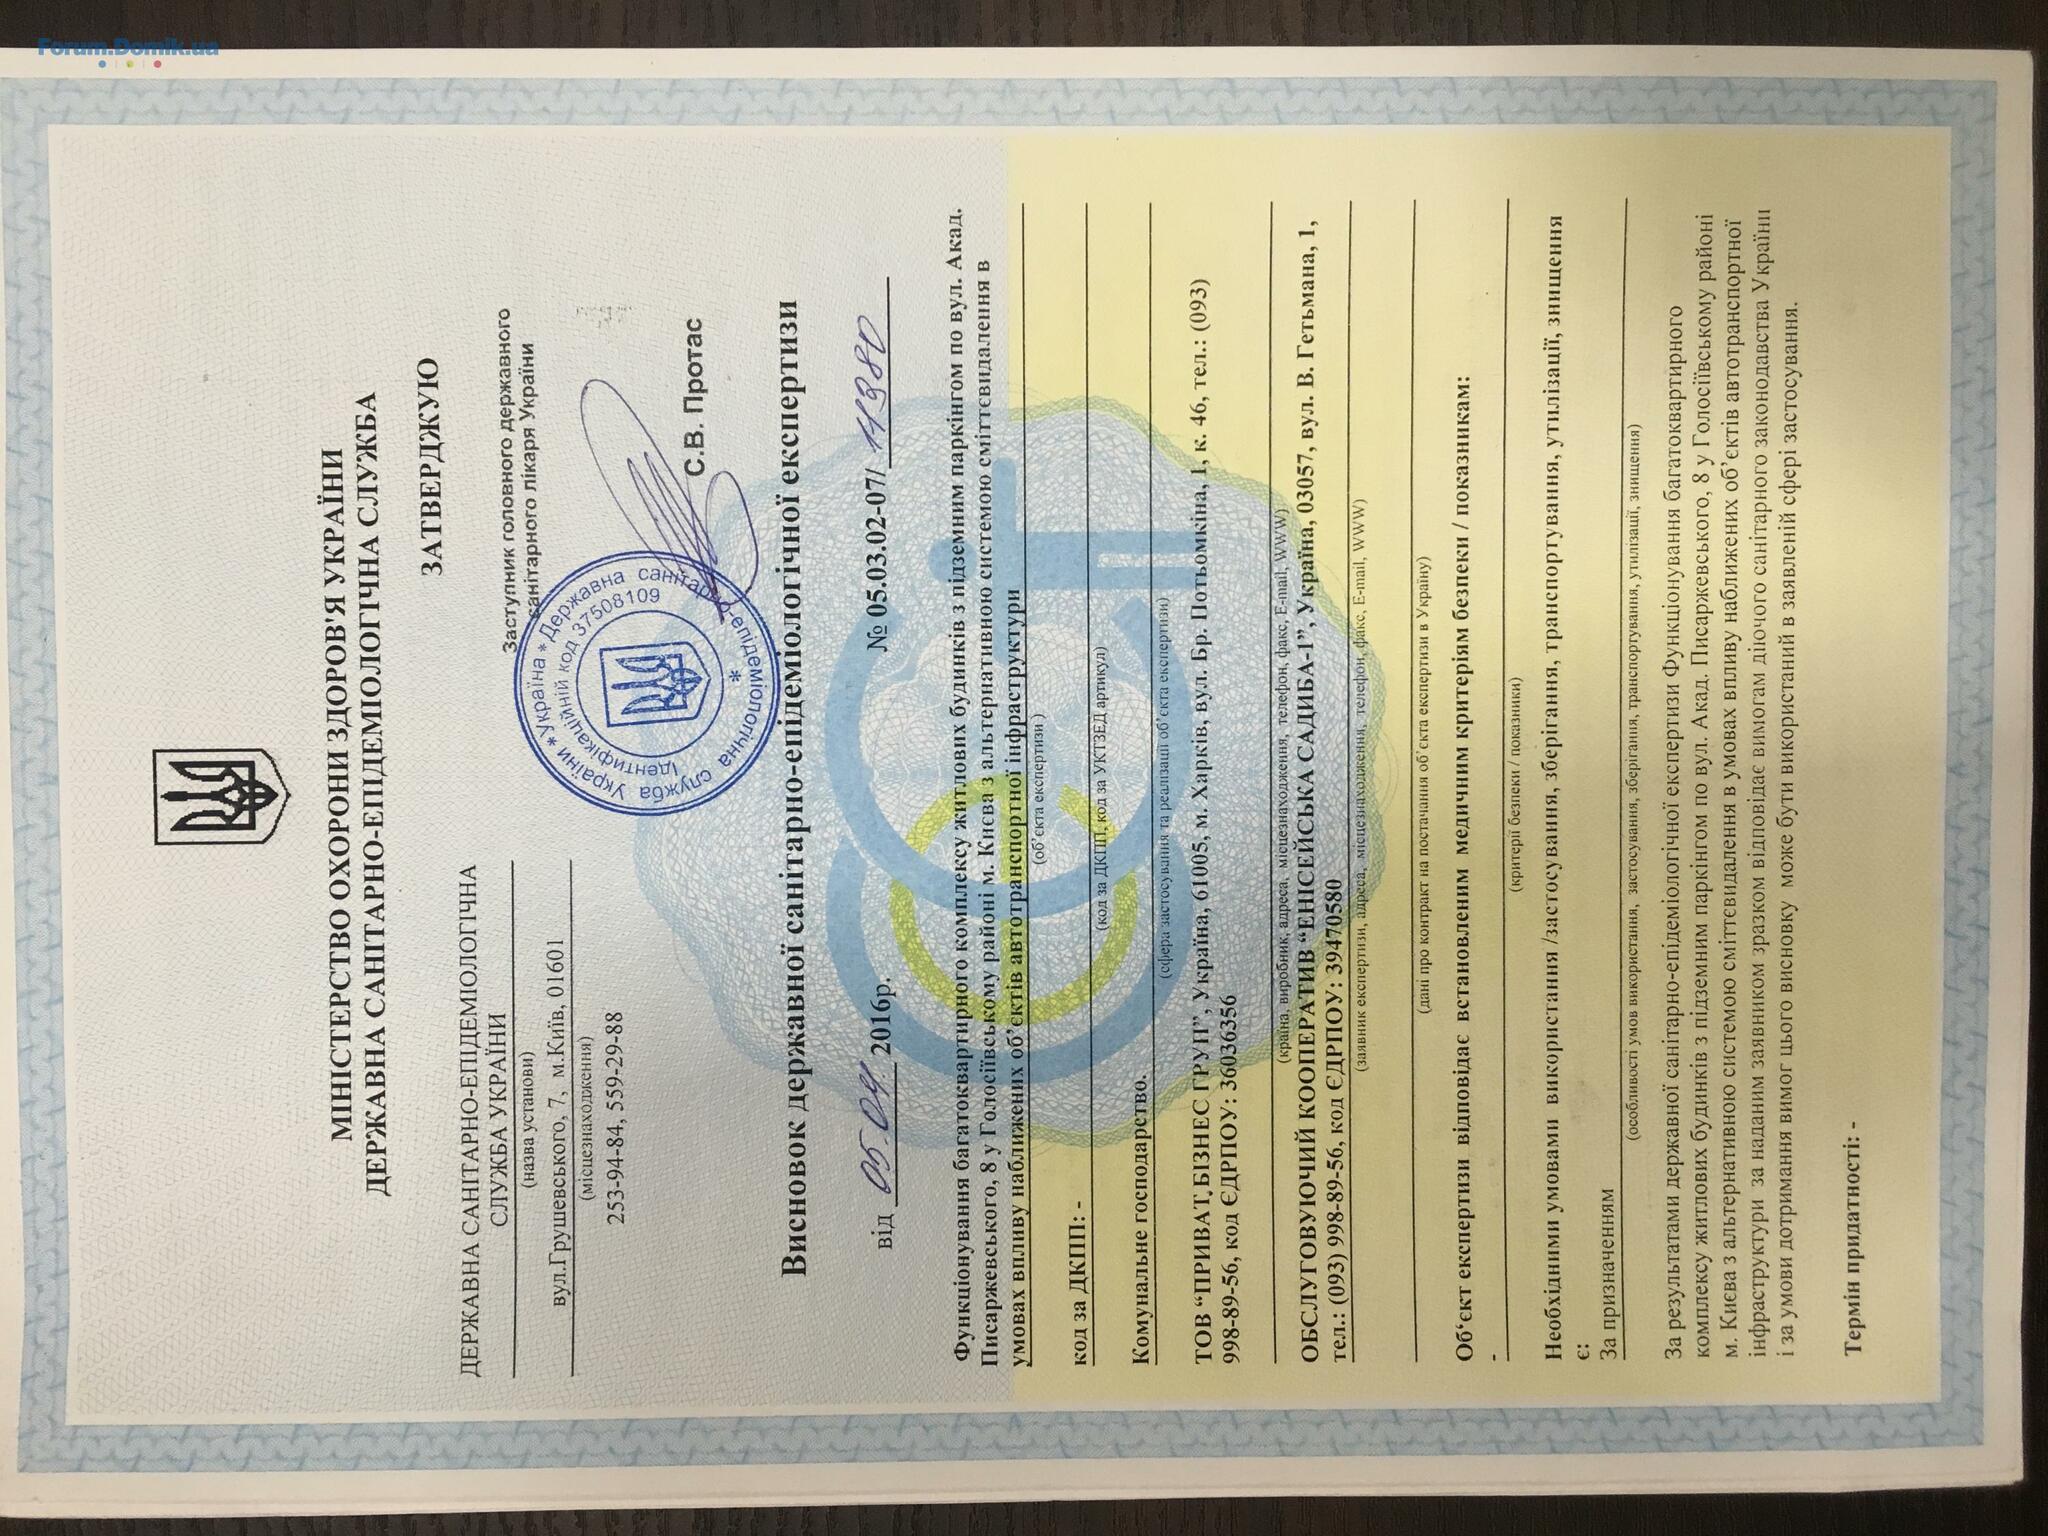 Forum.Domik.ua
МІНІСТЕРСТВО ОХОРОНИ ЗДОРОВ'Я УКРАЇНИ
ДЕРЖАВНА САНІТАРНО-ЕПІДЕМІОЛОГІЧНА СЛУЖБА
ЗАТВЕРДЖУЮ
ДЕРЖАВНА САНІТАРНО-ЕПІДЕМІОЛОГІЧНА
СЛУЖБА УКРАЇНИ
(назва установи)
вул.Грушевського, 7, м.Київ, 01601
(місцезнаходження)
253-94-84, 559-29-88
Заступник головного державного
санітарного лікаря України
С.В. Протас
*Україна* Державна санітарно-епідеміологічна служба України
Ідентифікаційний код 37508109
Висновок державної санітарно-епідеміологічної експертизи
від 05.04. 2016р. № 05.03.02-07/ 11980
Функціонування багатоквартирного комплексу житлових будинків з підземним паркінгом по вул. Акад.
Писаржевського, 8 у Голосіївському районі м. Києва з альтернативною системою сміттєвидалення в
умовах впливу наближених об’єктів автотранспортної інфраструктури
(об’єкта експертизи )
код за ДКПП: -
(код за ДКПП, код за УКТЗЕД артикул)
Комунальне господарство.
(сфера застосування та реалізації об’єкта експертизи)
ТОВ “ПРИВАТ БІЗНЕС ГРУП”, Україна, 61005, м. Харків, вул. Бр. Потьомкіна, 1, к. 46, тел.: (093)
998-89-56, код ЄДРПОУ: 36036356
(країна, виробник, адреса, місцезнаходження, телефон, факс, E-mail, WWW)
ОБСЛУГОВУЮЧИЙ КООПЕРАТИВ “ЕНІСЕЙСЬКА САДИБА-1”, Україна, 03057, вул. В. Гетьмана, 1,
тел.: (093) 998-89-56, код ЄДРПОУ: 39470580
(заявник експертизи, адреса, місцезнаходження, телефон, факс, E-mail, WWW)
(дані про контракт на постачання об’єкта експертизи в Україну)
Об‘єкт експертизи відповідає встановленим медичним критеріям безпеки / показникам:
-
(критерії безпеки / показники)
Необхідними умовами використання /застосування, зберігання, транспортування, утилізації, знищення
є:
За призначенням
(особливості умов використання, застосування, зберігання, транспортування, утилізації, знищення)
За результатами державної санітарно-епідеміологічної експертизи Функціонування багатоквартирного
комплексу житлових будинків з підземним паркінгом по вул. Акад. Писаржевського, 8 у Голосіївському районі
м. Києва з альтернативною системою сміттєвидалення в умовах впливу наближених об’єктів автотранспортної
інфраструктури за наданим заявником зразком відповідає вимогам діючого санітарного законодавства України
і за умови дотримання вимог цього висновку може бути використаний в заявленій сфері застосування.
Термін придатності: -